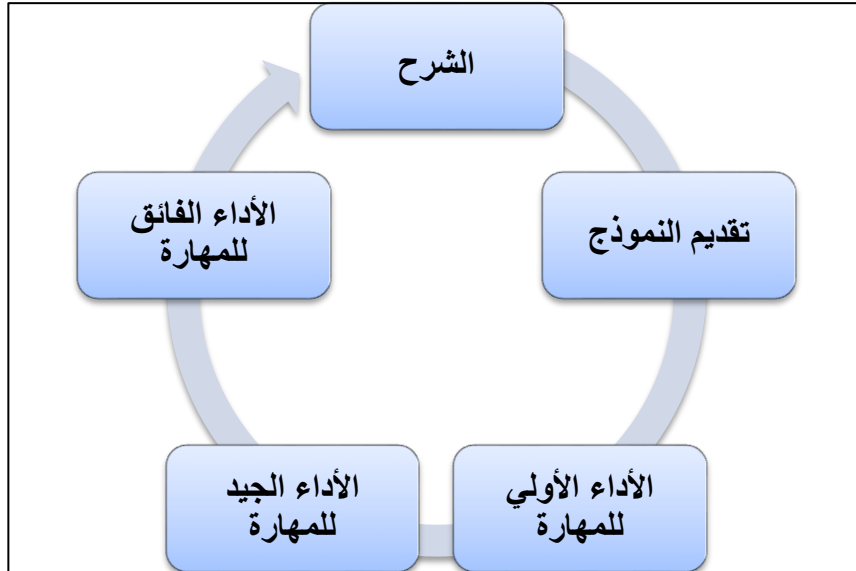 الشرح
تقديم النموذج
الأداء الأولي
للمهارة
الأداء الجيد
للمهارة
الأداء الفائق
للمهارة